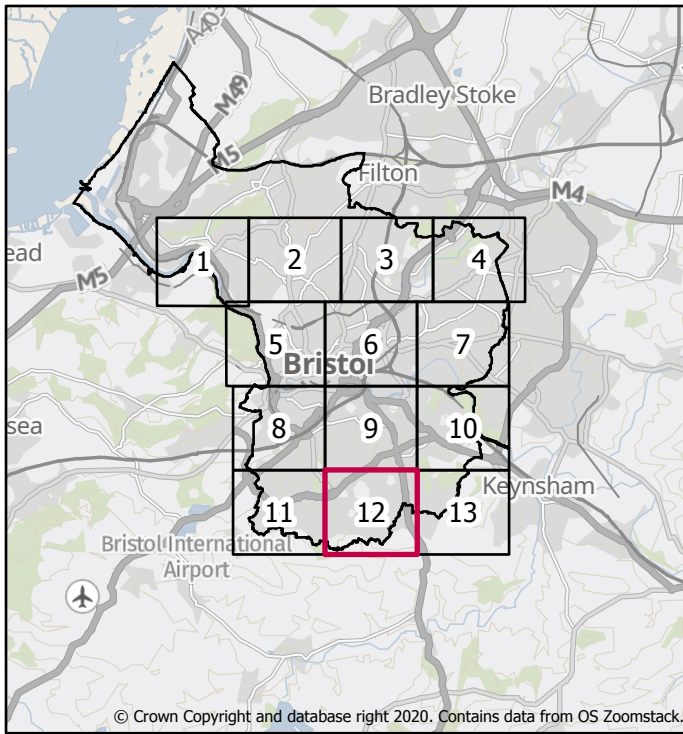 A403
M49
Bradley Stoke
M5
Filton
M4
ead
M5
1
2
3
4
5
6
7
Bristol
sea
8
9
10
Keynsham
11
12
13
Bristol International
Airport
© Crown Copyright and database right 2020. Contains data from OS Zoomstack.